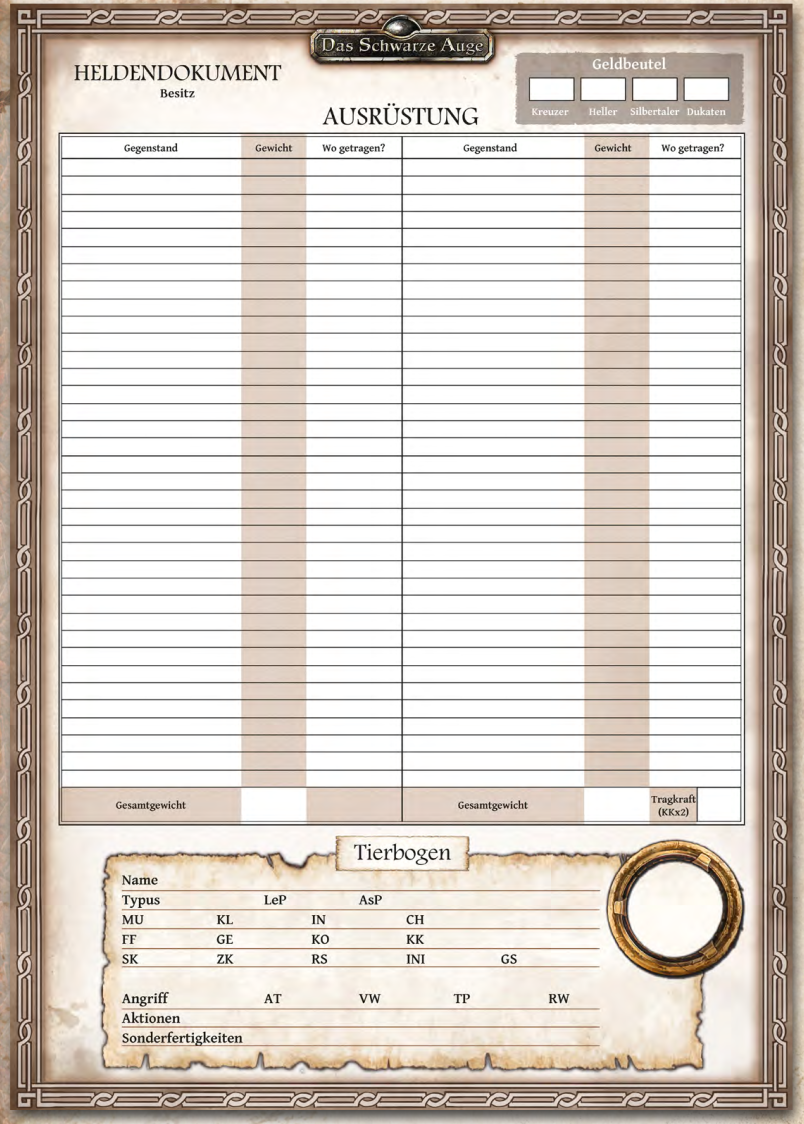 Das Schwarze Auge
HELDENDOKUMENT
Besitz
Geldbeutel
Kreuzer Heller Silbertaler Dukaten
AUSRÜSTUNG
Gegenstand Gewicht Wo getragen? Gegenstand Gewicht Wo getragen?
Gesamtgewicht Gesamtgewicht Tragkraft
(KKx2)
Tierbogen
Name
Typus LeP AsP
MU KL IN CH
FF GE KO KK
SK ZK RS INI GS
Angriff AT VW TP RW
Aktionen
Sonderfertigkeiten